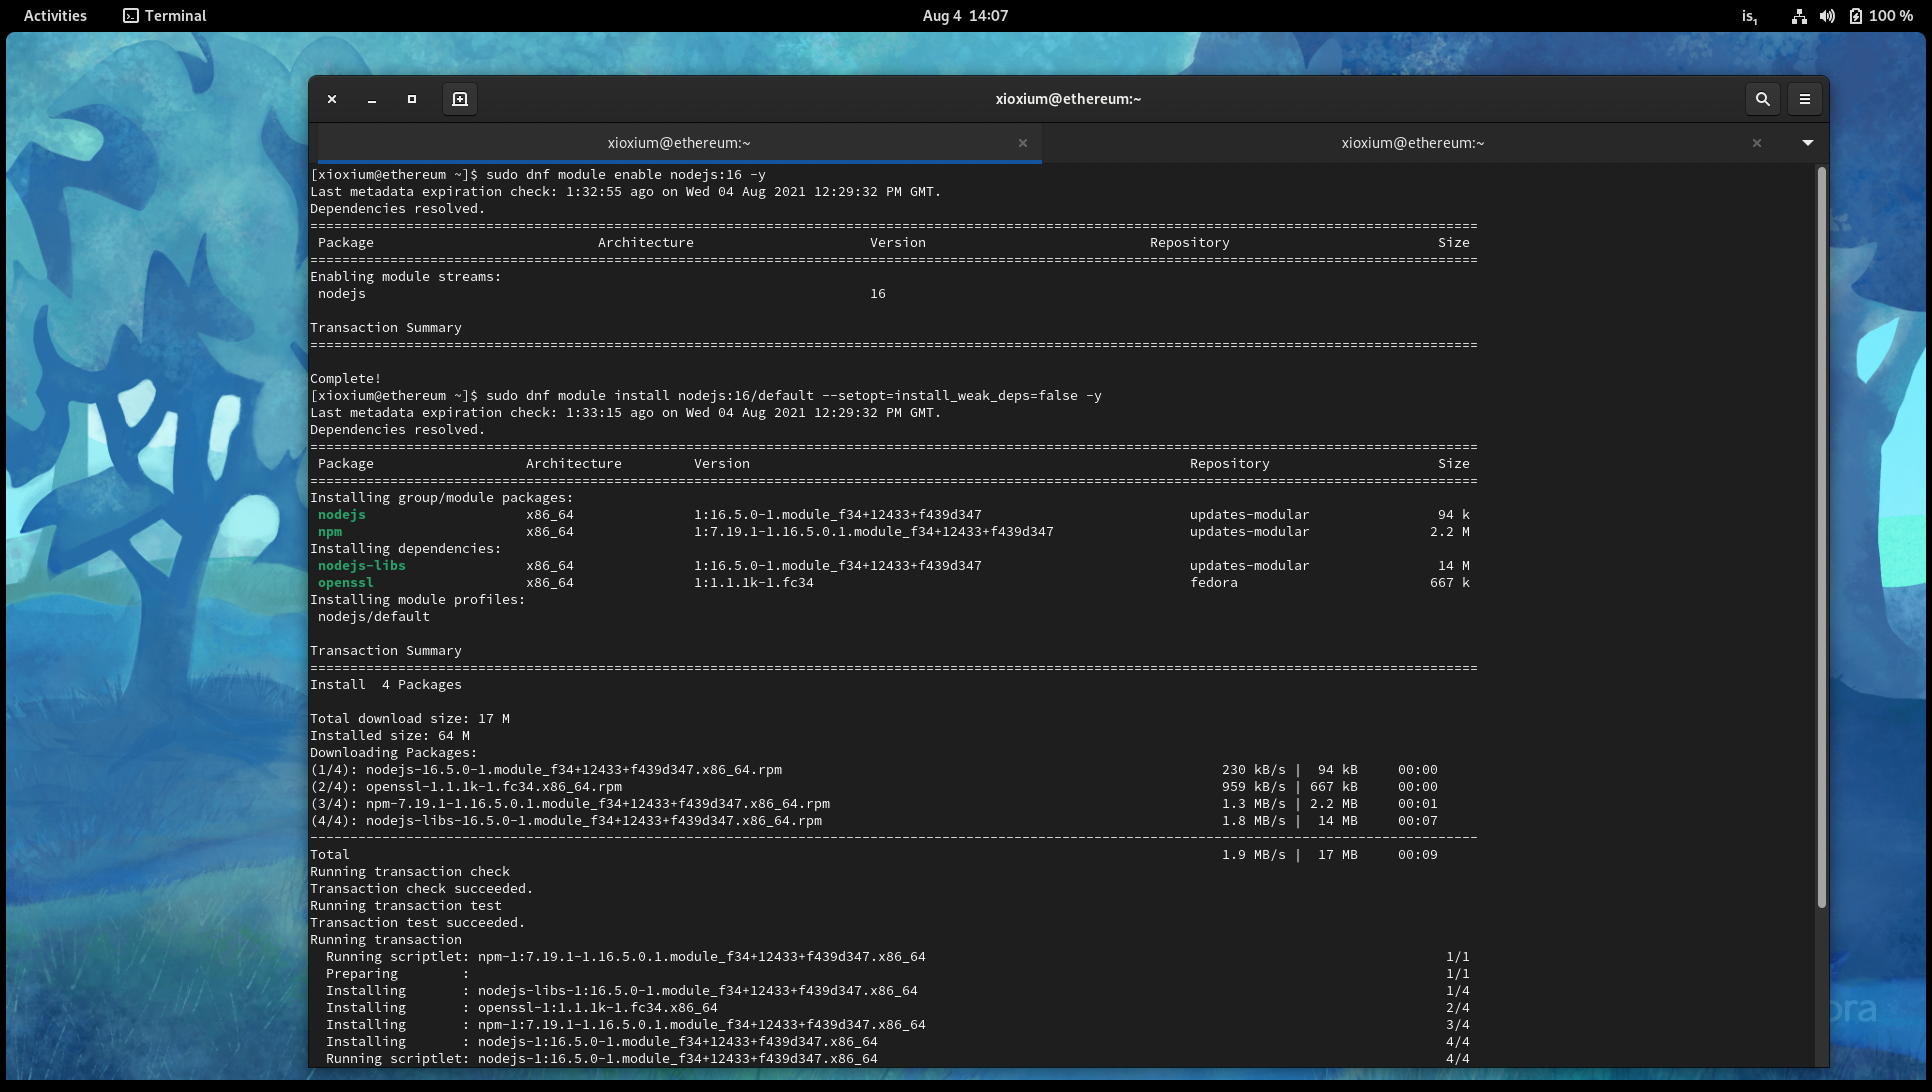 Activities Terminal Aug 4 14:07 is₁ 100 %
xioxium@ethereum:~
xioxium@ethereum:~ xioxium@ethereum:~
[xioxium@ethereum ~]$ sudo dnf module enable nodejs:16 -y
Last metadata expiration check: 1:32:55 ago on Wed 04 Aug 2021 12:29:32 PM GMT.
Dependencies resolved.
Package Architecture Version Repository Size
Enabling module streams:
nodejs 16
Transaction Summary
Complete!
[xioxium@ethereum ~]$ sudo dnf module install nodejs:16/default --setopt=install_weak_deps=false -y
Last metadata expiration check: 1:33:15 ago on Wed 04 Aug 2021 12:29:32 PM GMT.
Dependencies resolved.
Package Architecture Version Repository Size
Installing group/module packages:
nodejs x86_64 1:16.5.0-1.module_f34+12433+f439d347 updates-modular 94 k
npm x86_64 1:7.19.1-1.16.5.0.1.module_f34+12433+f439d347 updates-modular 2.2 M
Installing dependencies:
nodejs-libs x86_64 1:16.5.0-1.module_f34+12433+f439d347 updates-modular 14 M
openssl x86_64 1:1.1.1k-1.fc34 fedora 667 k
Installing module profiles:
nodejs/default
Transaction Summary
Install 4 Packages
Total download size: 17 M
Installed size: 64 M
Downloading Packages:
(1/4): nodejs-16.5.0-1.module_f34+12433+f439d347.x86_64.rpm 230 kB/s | 94 kB 00:00
(2/4): openssl-1.1.1k-1.fc34.x86_64.rpm 959 kB/s | 667 kB 00:00
(3/4): npm-7.19.1-1.16.5.0.1.module_f34+12433+f439d347.x86_64.rpm 1.3 MB/s | 2.2 MB 00:01
(4/4): nodejs-libs-16.5.0-1.module_f34+12433+f439d347.x86_64.rpm 1.8 MB/s | 14 MB 00:07
Total 1.9 MB/s | 17 MB 00:09
Running transaction check
Transaction check succeeded.
Running transaction test
Transaction test succeeded.
Running transaction
Running scriptlet: npm-1:7.19.1-1.16.5.0.1.module_f34+12433+f439d347.x86_64 1/1
Preparing : 1/1
Installing : nodejs-libs-1:16.5.0-1.module_f34+12433+f439d347.x86_64 1/4
Installing : openssl-1:1.1.1k-1.fc34.x86_64 2/4
Installing : npm-1:7.19.1-1.16.5.0.1.module_f34+12433+f439d347.x86_64 3/4
Installing : nodejs-1:16.5.0-1.module_f34+12433+f439d347.x86_64 4/4
Running scriptlet: nodejs-1:16.5.0-1.module_f34+12433+f439d347.x86_64 4/4